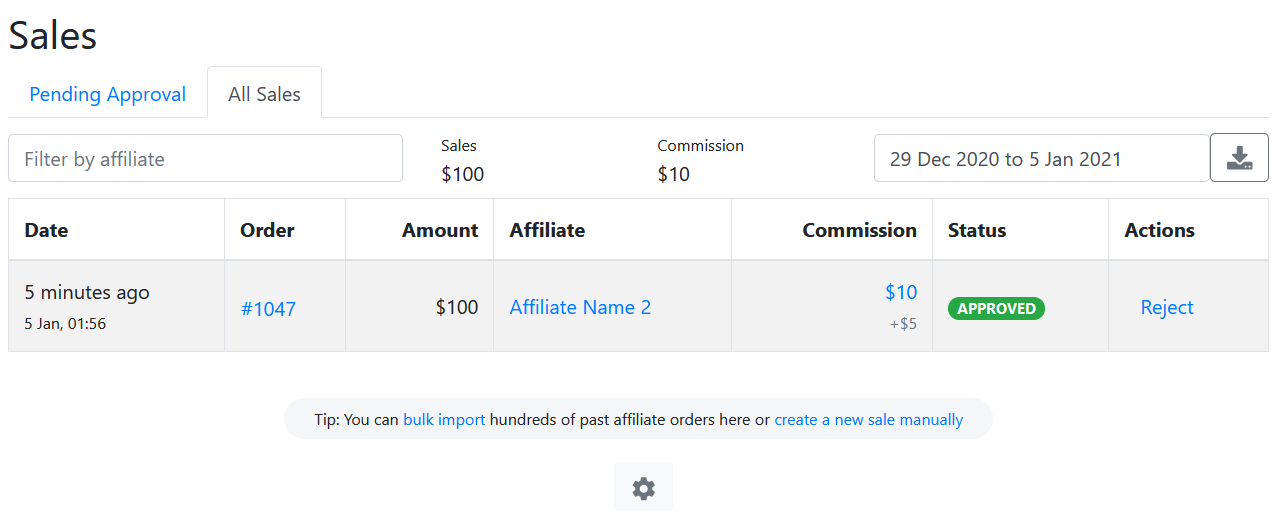 Sales
Pending Approval
All Sales
Filter by affiliate
Sales
$100
Commission
$10
29 Dec 2020 to 5 Jan 2021
Date Order Amount Affiliate Commission Status Actions
5 minutes ago
5 Jan, 01:56
#1047
$100
Affiliate Name 2
$10
+$5
APPROVED
Reject
Tip: You can bulk import hundreds of past affiliate orders here or create a new sale manually